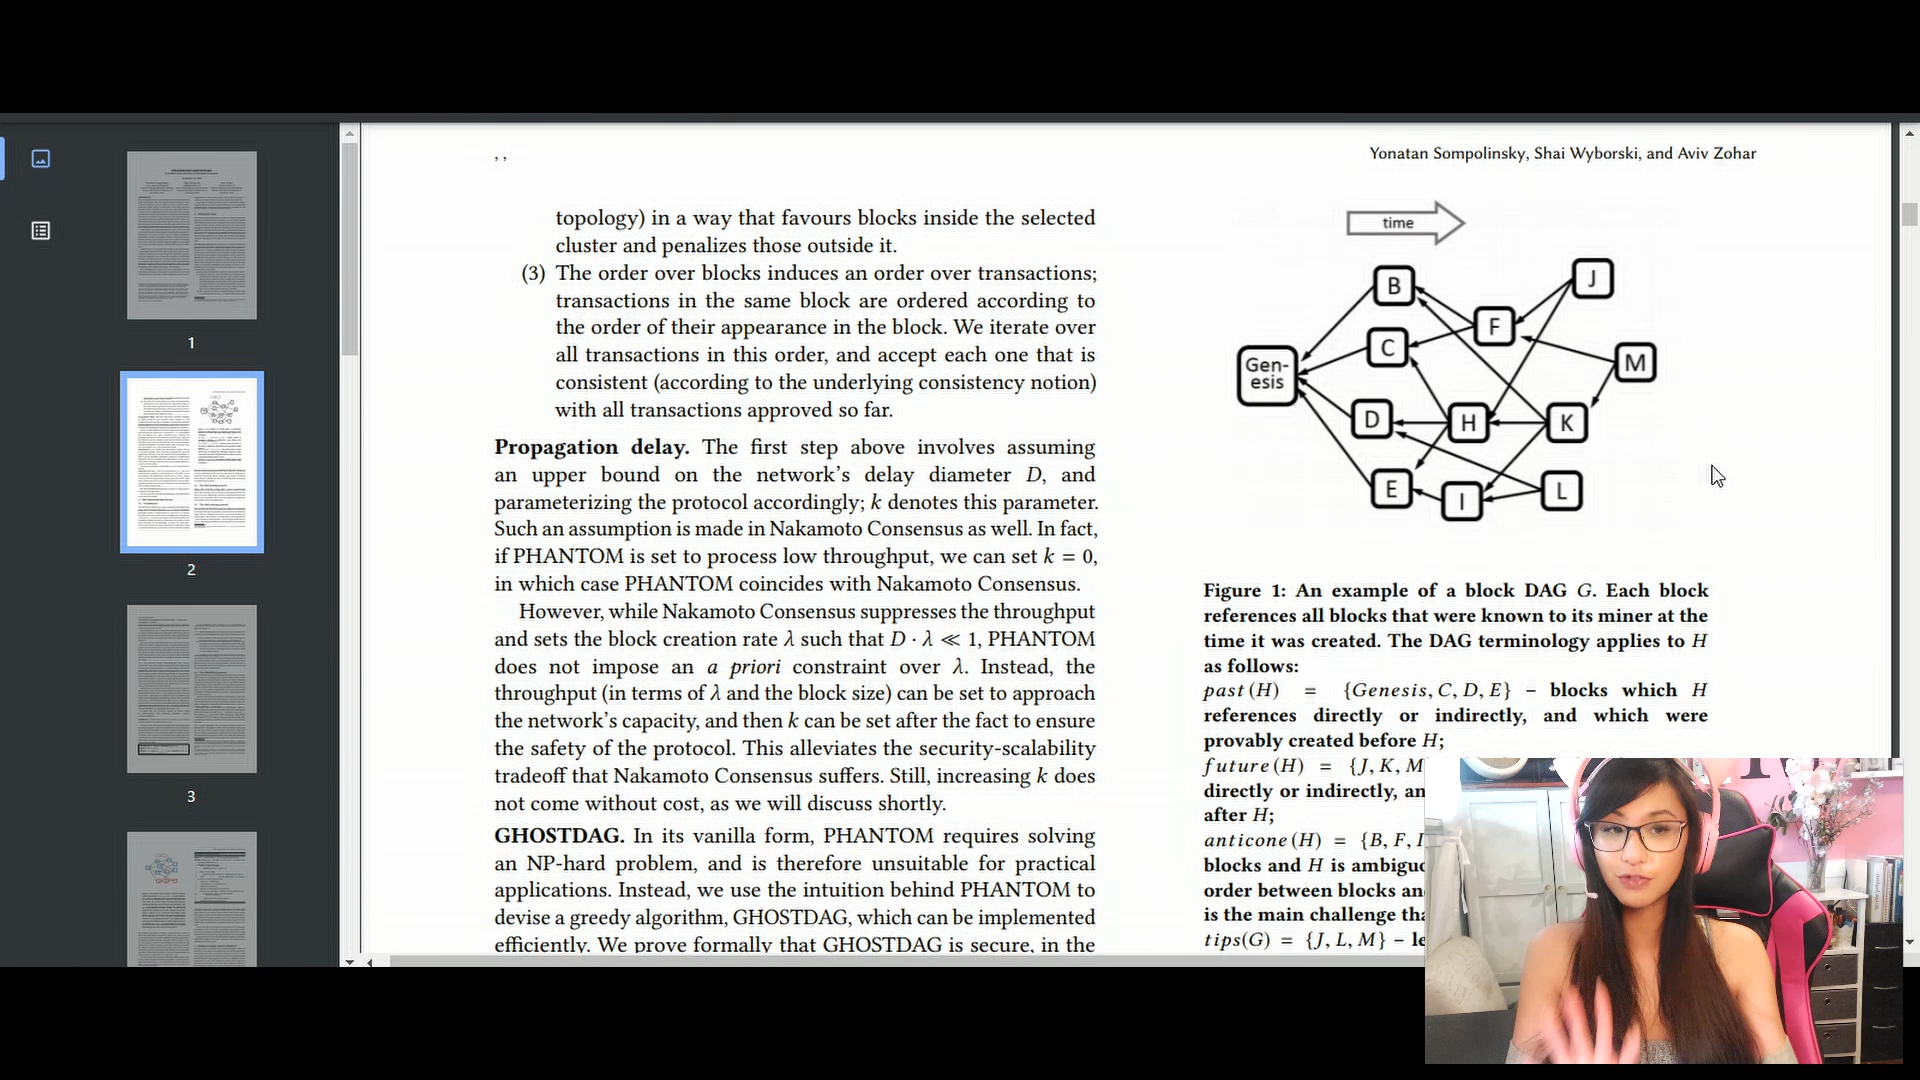 , ,
Yonatan Sompolinsky, Shai Wyborski, and Aviv Zohar
topology) in a way that favours blocks inside the selected
cluster and penalizes those outside it.
(3) The order over blocks induces an order over transactions;
transactions in the same block are ordered according to
the order of their appearance in the block. We iterate over
all transactions in this order, and accept each one that is
consistent (according to the underlying consistency notion)
with all transactions approved so far.
Propagation delay. The first step above involves assuming
an upper bound on the network's delay diameter D, and
parameterizing the protocol accordingly; k denotes this parameter.
Such an assumption is made in Nakamoto Consensus as well. In fact,
if PHANTOM is set to process low throughput, we can set k = 0,
in which case PHANTOM coincides with Nakamoto Consensus.
However, while Nakamoto Consensus suppresses the throughput
and sets the block creation rate λ such that D · λ ≪ 1, PHANTOM
does not impose an a priori constraint over λ. Instead, the
throughput (in terms of λ and the block size) can be set to approach
the network's capacity, and then k can be set after the fact to ensure
the safety of the protocol. This alleviates the security-scalability
tradeoff that Nakamoto Consensus suffers. Still, increasing k does
not come without cost, as we will discuss shortly.
GHOSTDAG. In its vanilla form, PHANTOM requires solving
an NP-hard problem, and is therefore unsuitable for practical
applications. Instead, we use the intuition behind PHANTOM to
devise a greedy algorithm, GHOSTDAG, which can be implemented
efficiently. We prove formally that GHOSTDAG is secure, in the
time
B
J
F
C
Gen-
esis
M
D
H
K
E
I
L
Figure 1: An example of a block DAG G. Each block
references all blocks that were known to its miner at the
time it was created. The DAG terminology applies to H
as follows:
past(H) = {Genesis, C, D, E} – blocks which H
references directly or indirectly, and which were
provably created before H;
future(H) = {J, K, M
directly or indirectly, an
after H;
anticone(H) = {B, F, I
blocks and H is ambigu
order between blocks an
is the main challenge tha
tips(G) = {J, L, M} – le
1
2
3